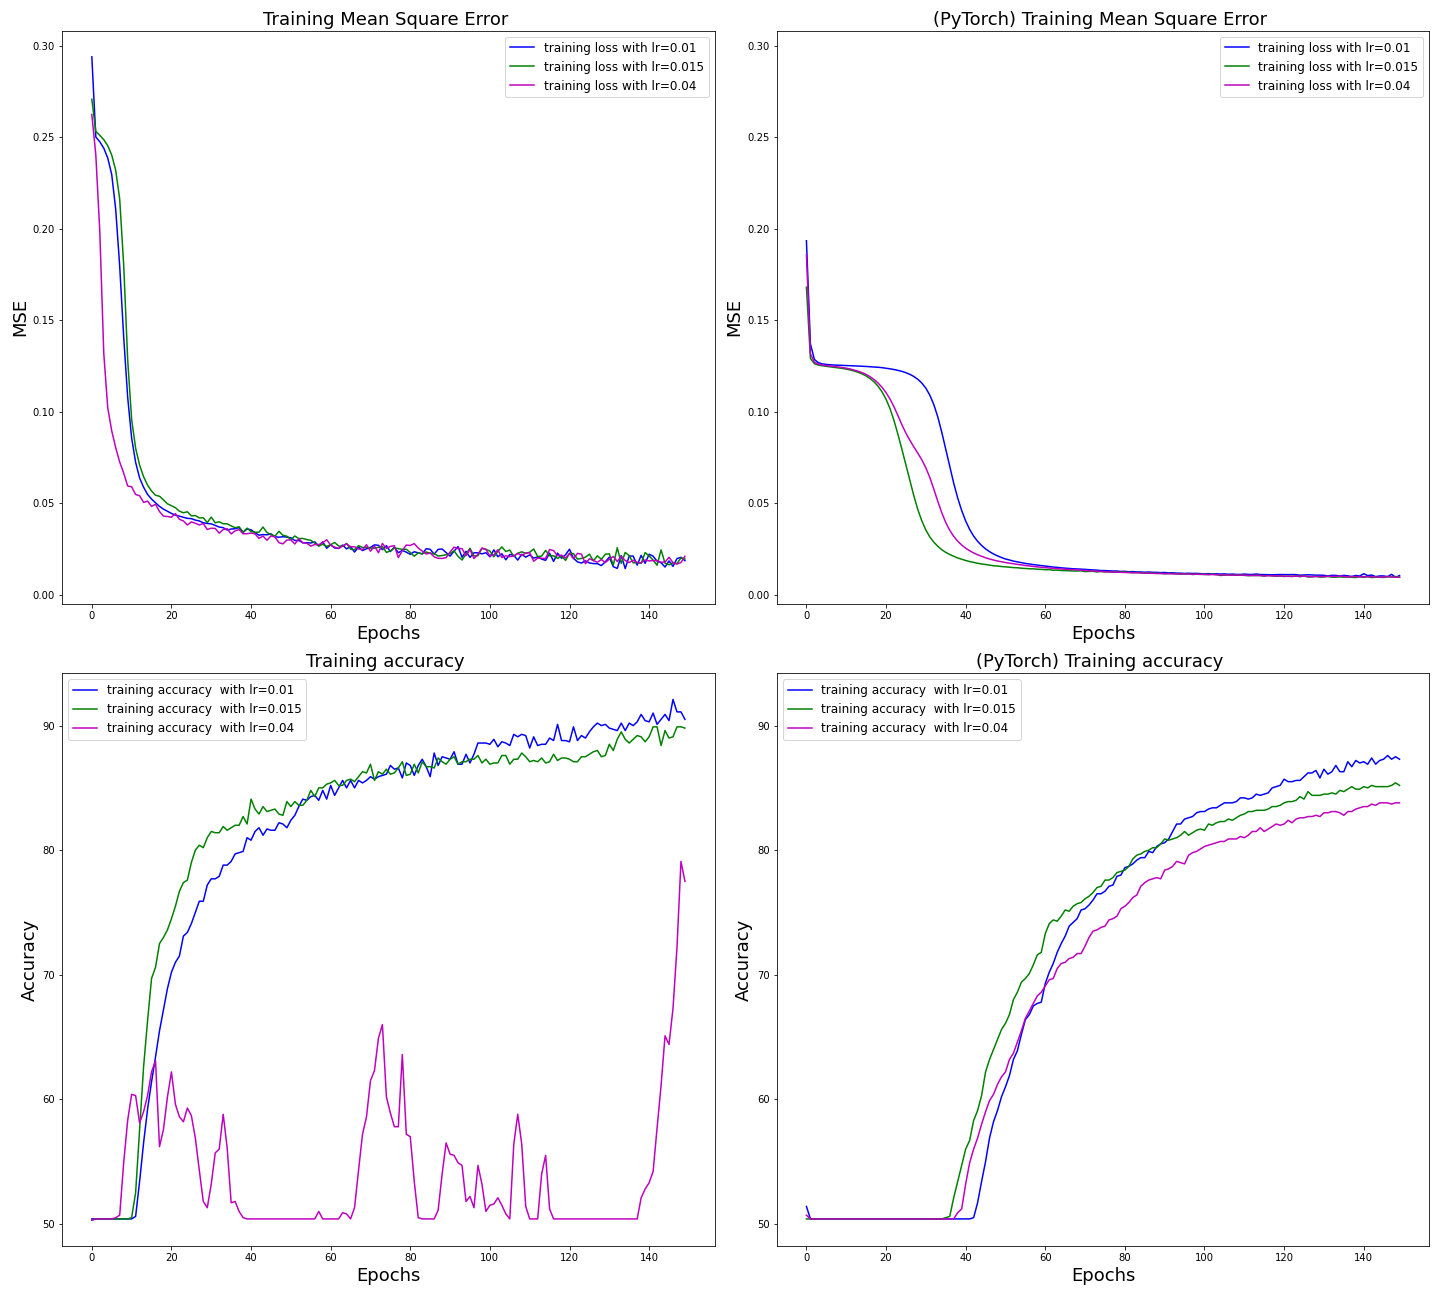 Training Mean Square Error
training loss with lr=0.01
training loss with lr=0.015
training loss with lr=0.04
0.30
0.25
0.20
0.15
0.10
0.05
0.00
MSE
0 20 40 60 80 100 120 140
Epochs
(PyTorch) Training Mean Square Error
training loss with lr=0.01
training loss with lr=0.015
training loss with lr=0.04
0.30
0.25
0.20
0.15
0.10
0.05
0.00
MSE
0 20 40 60 80 100 120 140
Epochs
Training accuracy
training accuracy  with lr=0.01
training accuracy  with lr=0.015
training accuracy  with lr=0.04
90
80
70
60
50
Accuracy
0 20 40 60 80 100 120 140
Epochs
(PyTorch) Training accuracy
training accuracy  with lr=0.01
training accuracy  with lr=0.015
training accuracy  with lr=0.04
90
80
70
60
50
Accuracy
0 20 40 60 80 100 120 140
Epochs